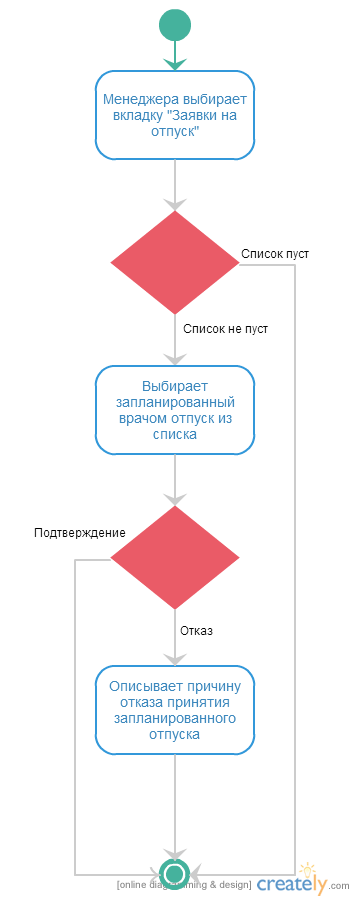 Менеджера выбирает
вкладку "Заявки на
отпуск"
Список пуст
Список не пуст
Выбирает
запланированный
врачом отпуск из
списка
Подтверждение
Отказ
Описывает причину
отказа принятия
запланированного
отпуска
[online diagramming & design] creately.com